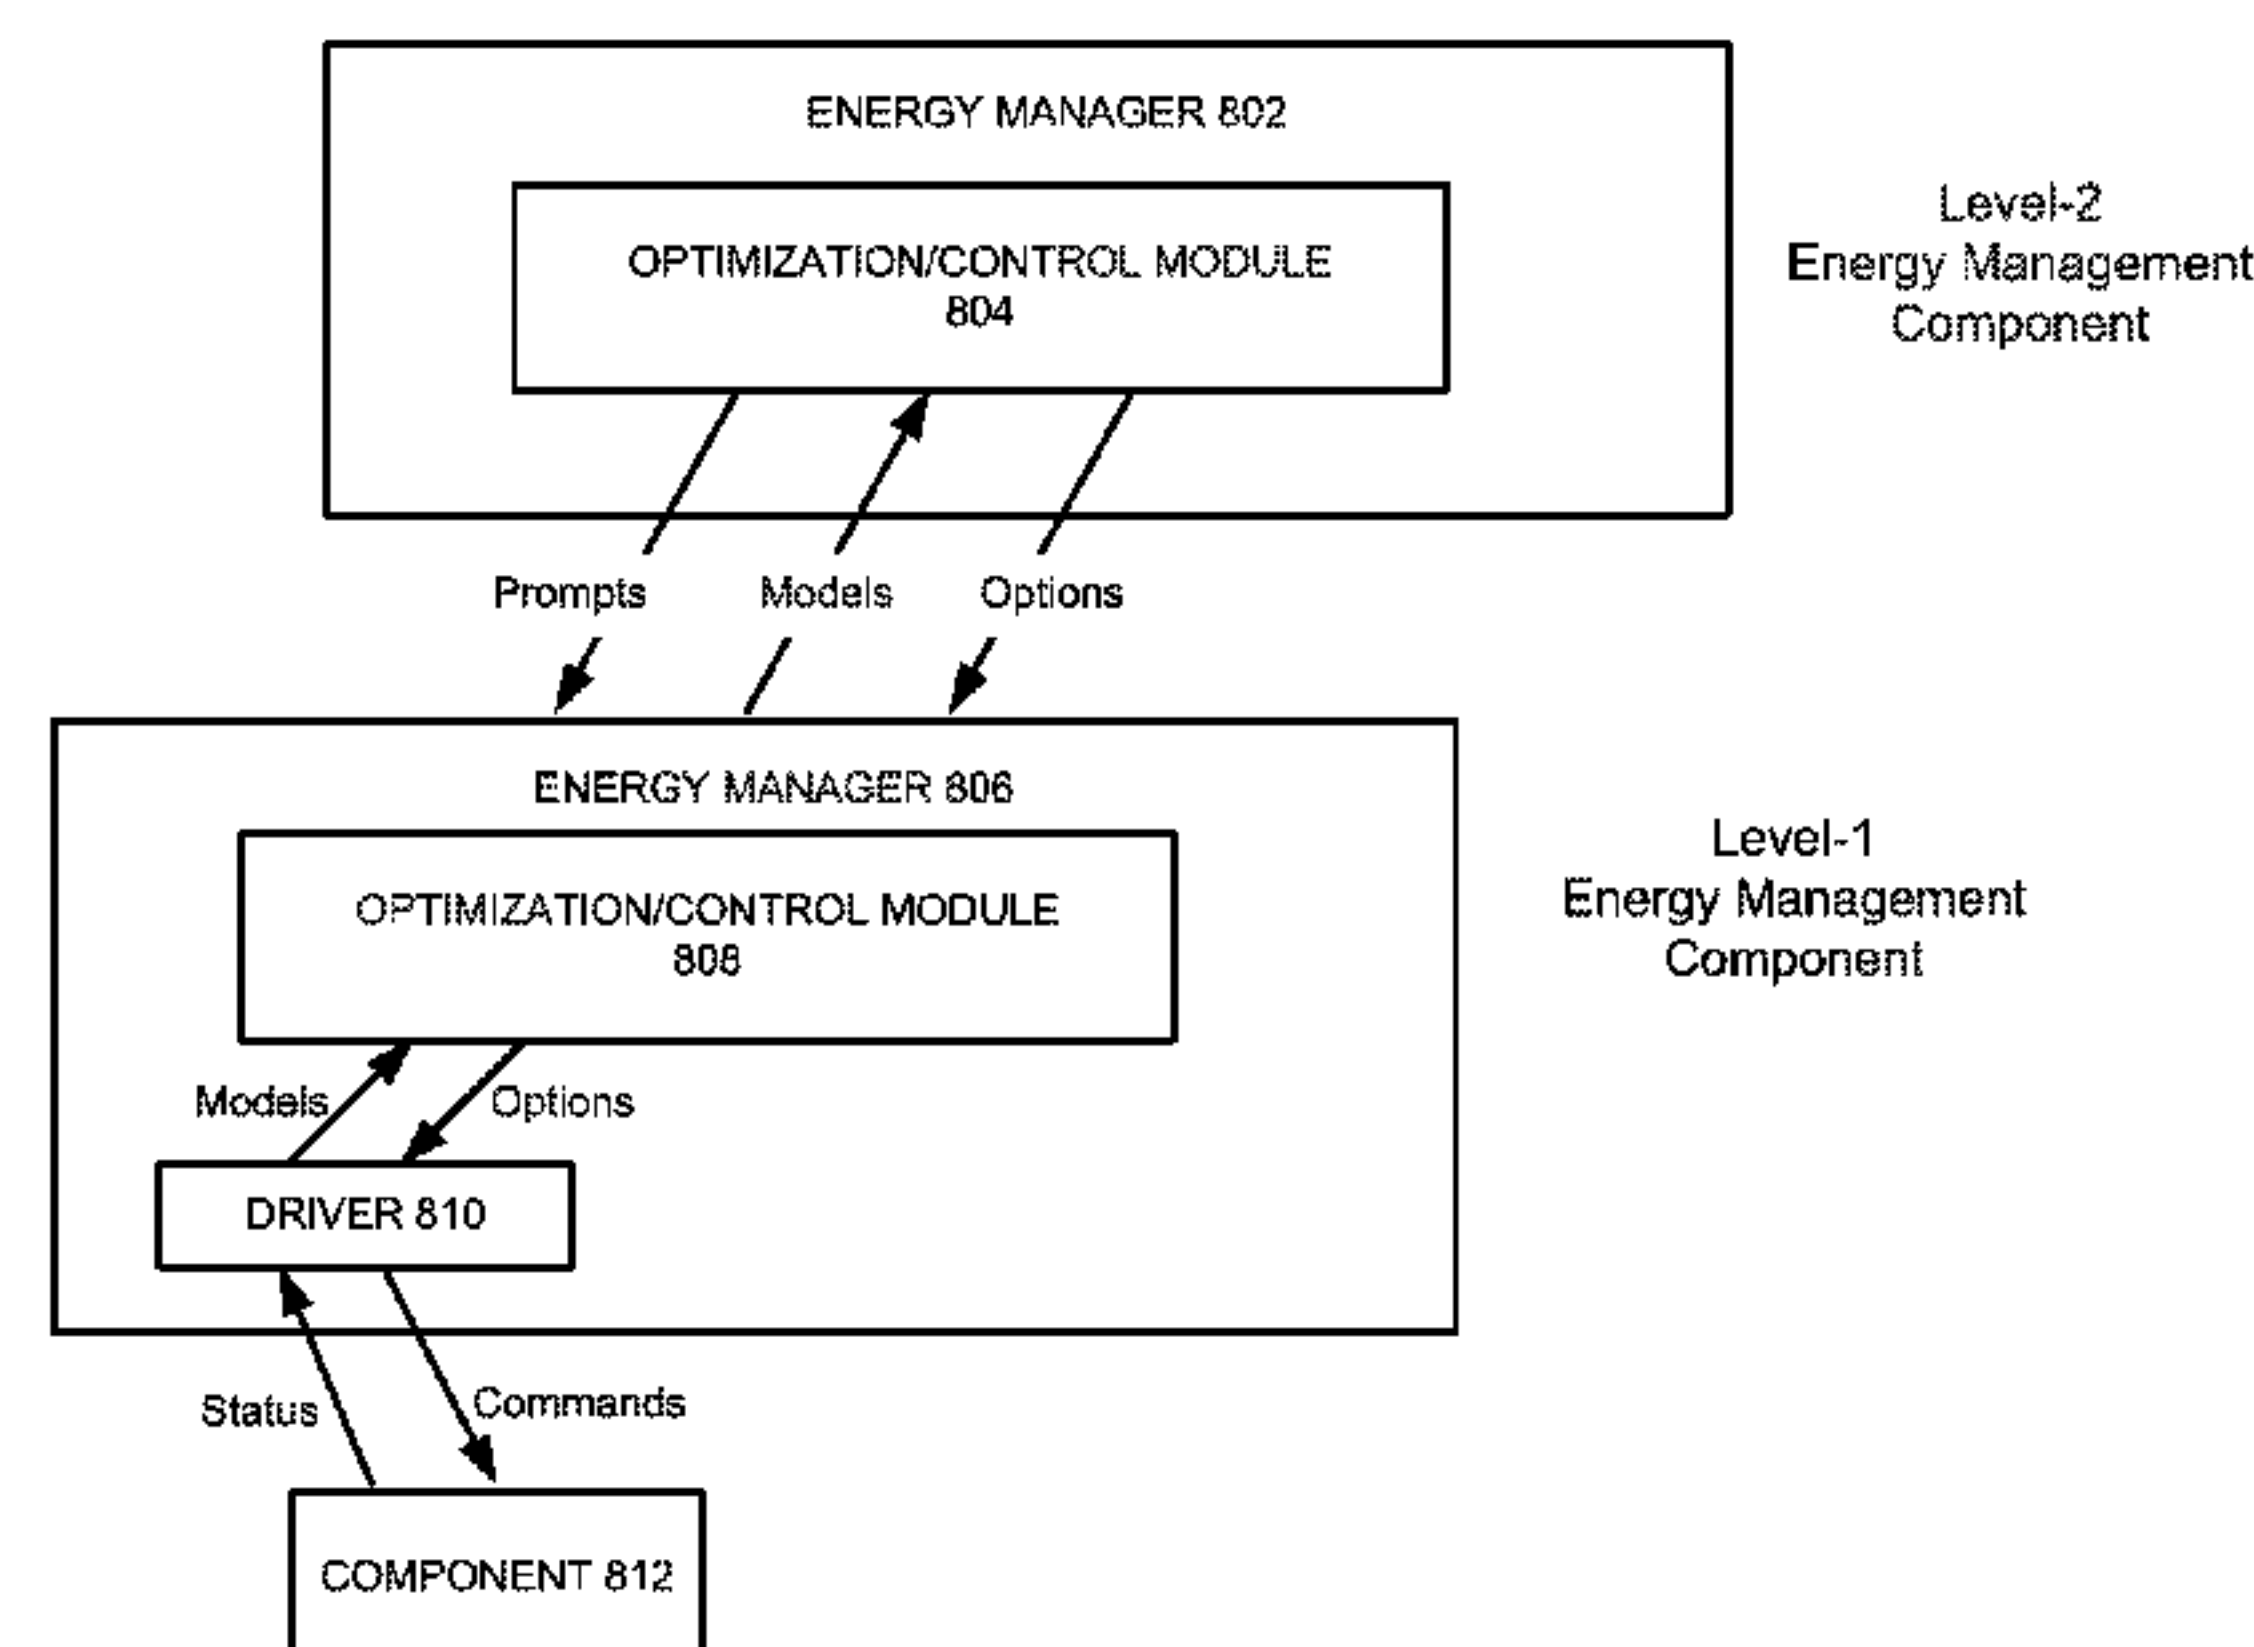 ENERGY MANAGER 802
OPTIMIZATION/CONTROL MODULE
804
Level-2
Energy Management
Component
Prompts
Models
Options
ENERGY MANAGER 806
OPTIMIZATION/CONTROL MODULE
808
Level-1
Energy Management
Component
Models
Options
DRIVER 810
Status
Commands
COMPONENT 812